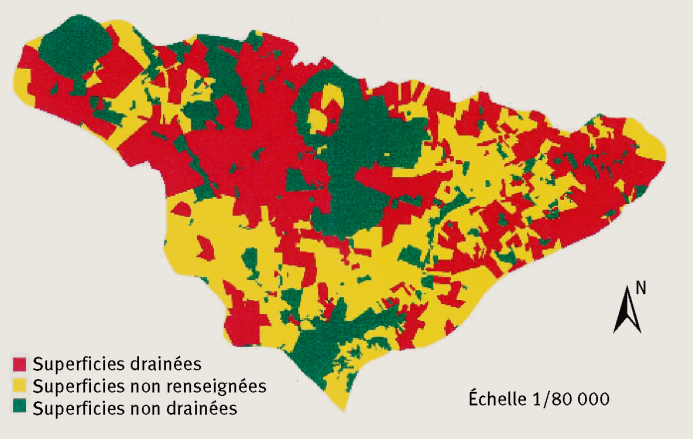 N
Superficies drainées
Superficies non renseignées
Superficies non drainées
Échelle 1/80 000